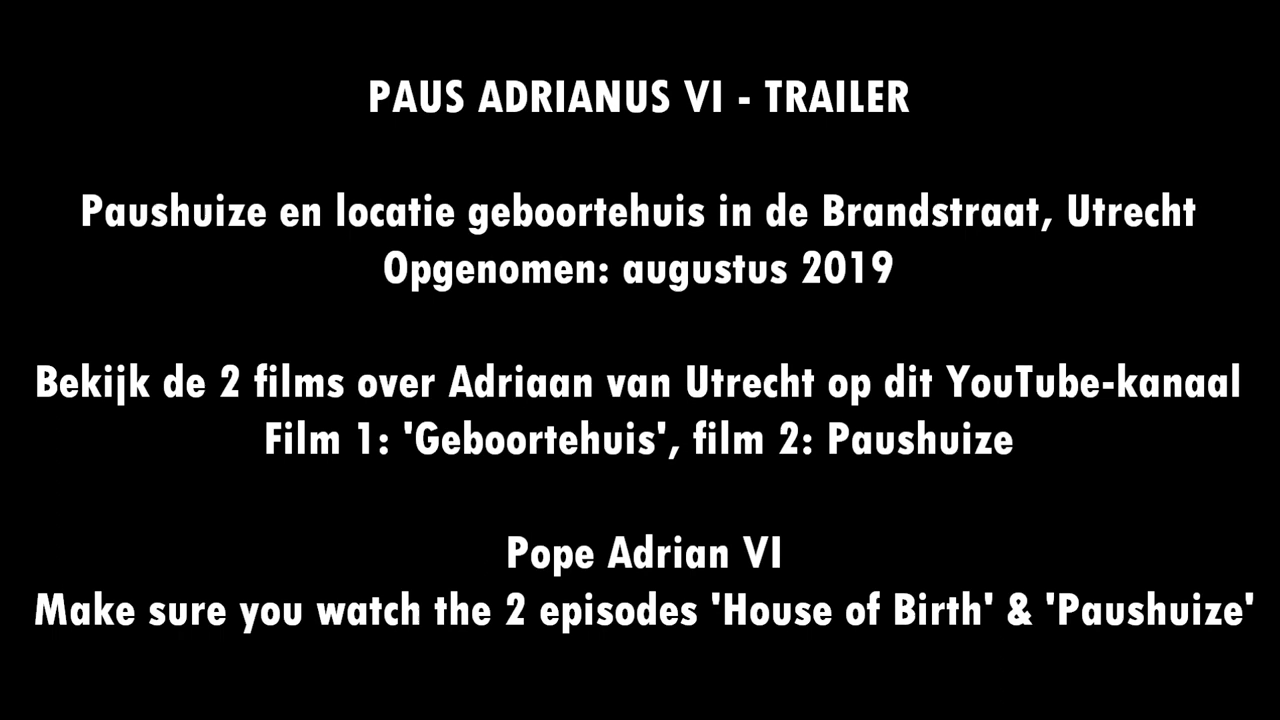 PAUS ADRIANUS VI - TRAILER
Paushuize en locatie geboortehuis in de Brandstraat, Utrecht
Opgenomen: augustus 2019
Bekijk de 2 films over Adriaan van Utrecht op dit YouTube-kanaal
Film 1: 'Geboortehuis', film 2: Paushuize
Pope Adrian VI
Make sure you watch the 2 episodes 'House of Birth' & 'Paushuize'